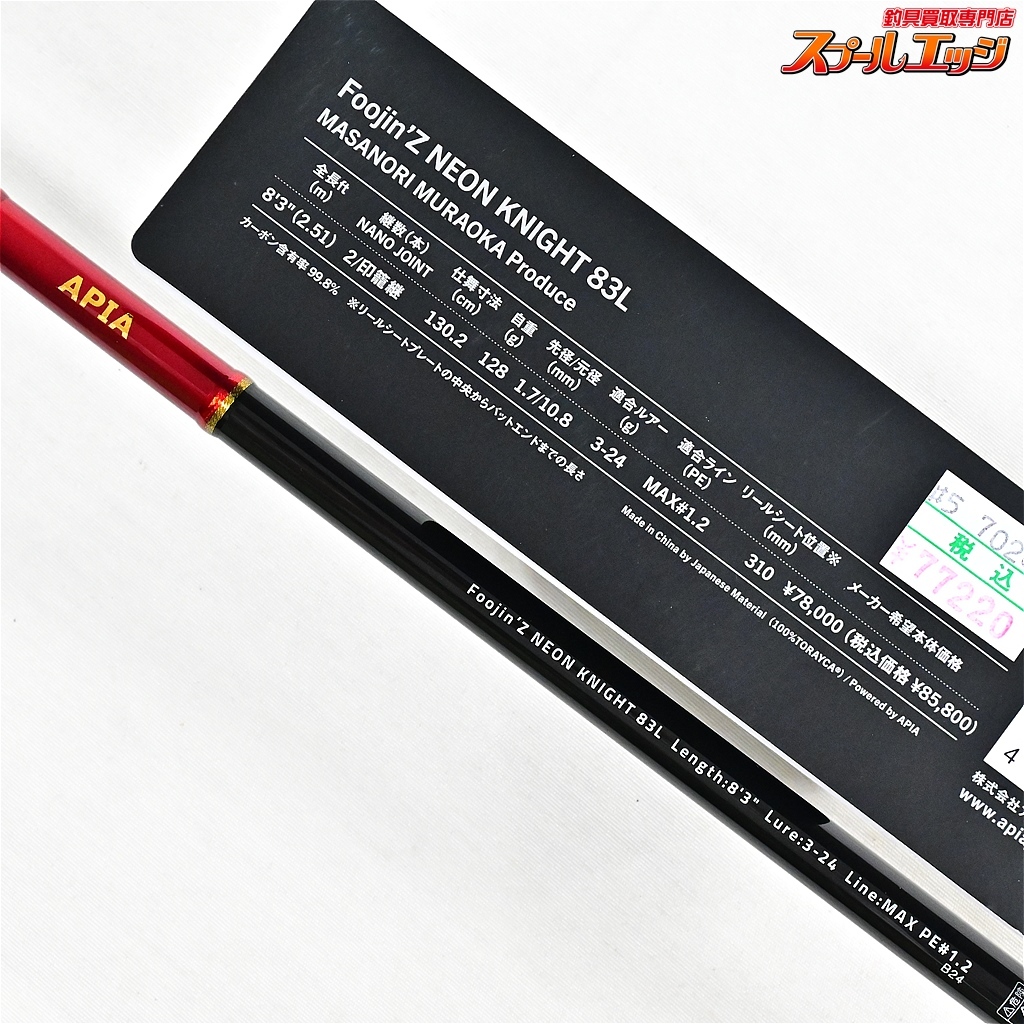 釣具買取専門店
スプールエッジ
Foojin'Z NEON KNIGHT 83L
MASANORI MURAOKA Produce
全長ft(m) 継数(本) 仕舞寸法(cm) 自重(g) 先径/元径(mm) 適合ルアー(g) 適合ライン(PE) リールシート位置※(mm) メーカー希望本体価格
8'3"(2.51) 2/印籠継 NANO JOINT 130.2 128 1.7/10.8 3-24 MAX#1.2 310 ¥78,000 (税込価格 ¥85,800)
カーボン含有率 99.8% ※リールシートプレートの中央からバットエンドまでの長さ
Made in China by Japanese Material (100%TORAYCA®) / Powered by APIA
税込
¥77220
4
株式会社
www.apia
APIA
Foojin'Z NEON KNIGHT 83L Length:8'3" Lure:3-24 Line:MAX PE#1.2
B24
危険